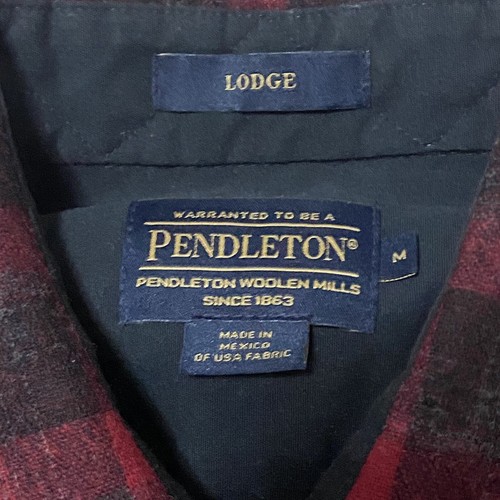 LODGE
WARRANTED TO BE A
PENDLETON®
PENDLETON WOOLEN MILLS
SINCE 1863
M
MADE IN
MEXICO
OF USA FABRIC